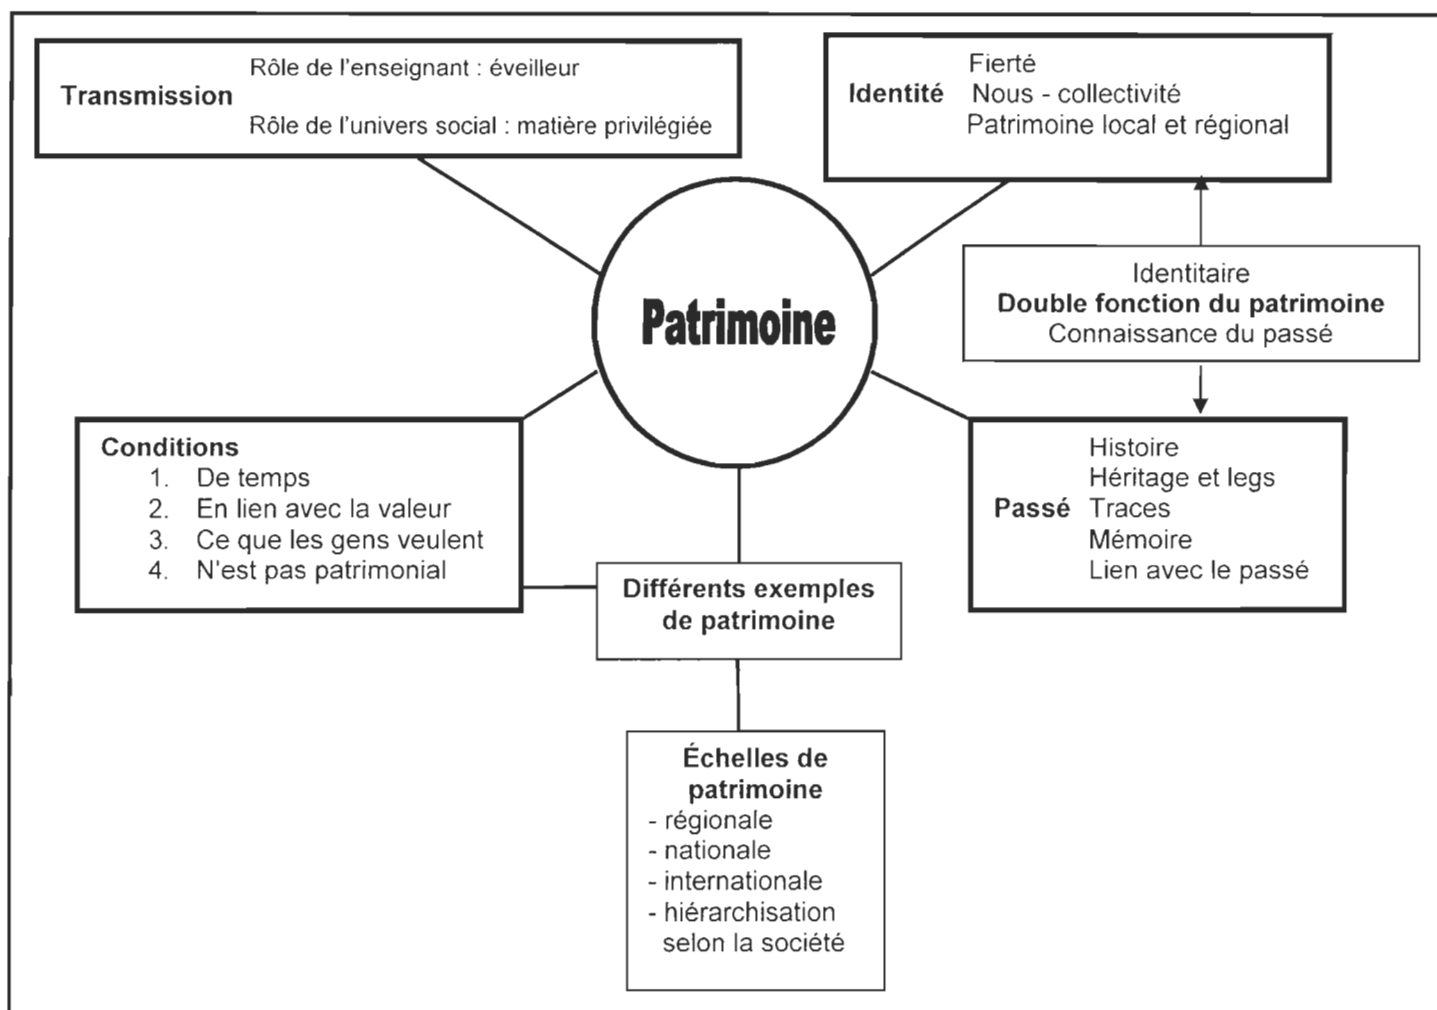 Rôle de l'enseignant : éveilleur
Transmission
Rôle de l'univers social : matière privilégiée
Fierté
Identité Nous - collectivité
Patrimoine local et régional
Patrimoine
Identitaire
Double fonction du patrimoine
Connaissance du passé
Conditions
1. De temps
2. En lien avec la valeur
3. Ce que les gens veulent
4. N'est pas patrimonial
Histoire
Héritage et legs
Passé Traces
Mémoire
Lien avec le passé
Différents exemples
de patrimoine
Échelles de
patrimoine
- régionale
- nationale
- internationale
- hiérarchisation
selon la société